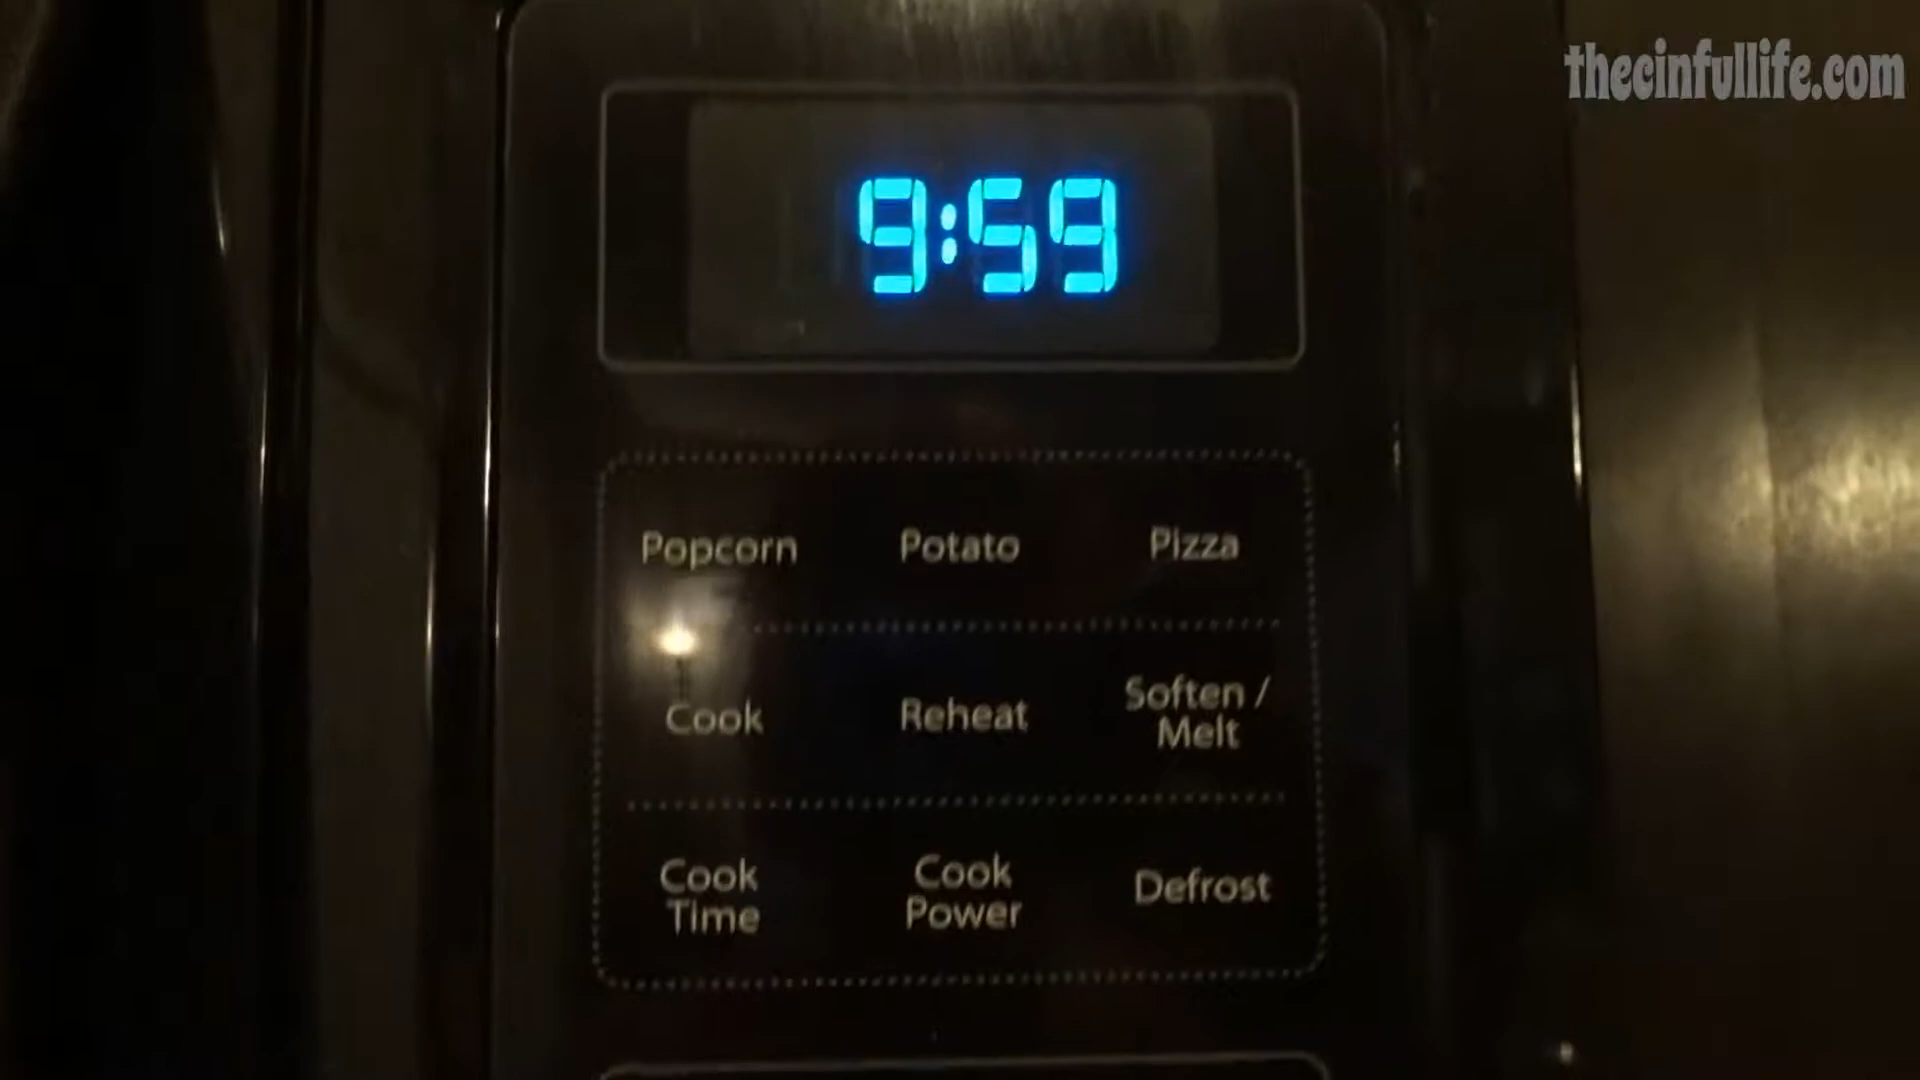 thecinfullife.com
9:59
Popcorn Potato Pizza
Cook Reheat Soften /
Melt
Cook Cook Defrost
Time Power